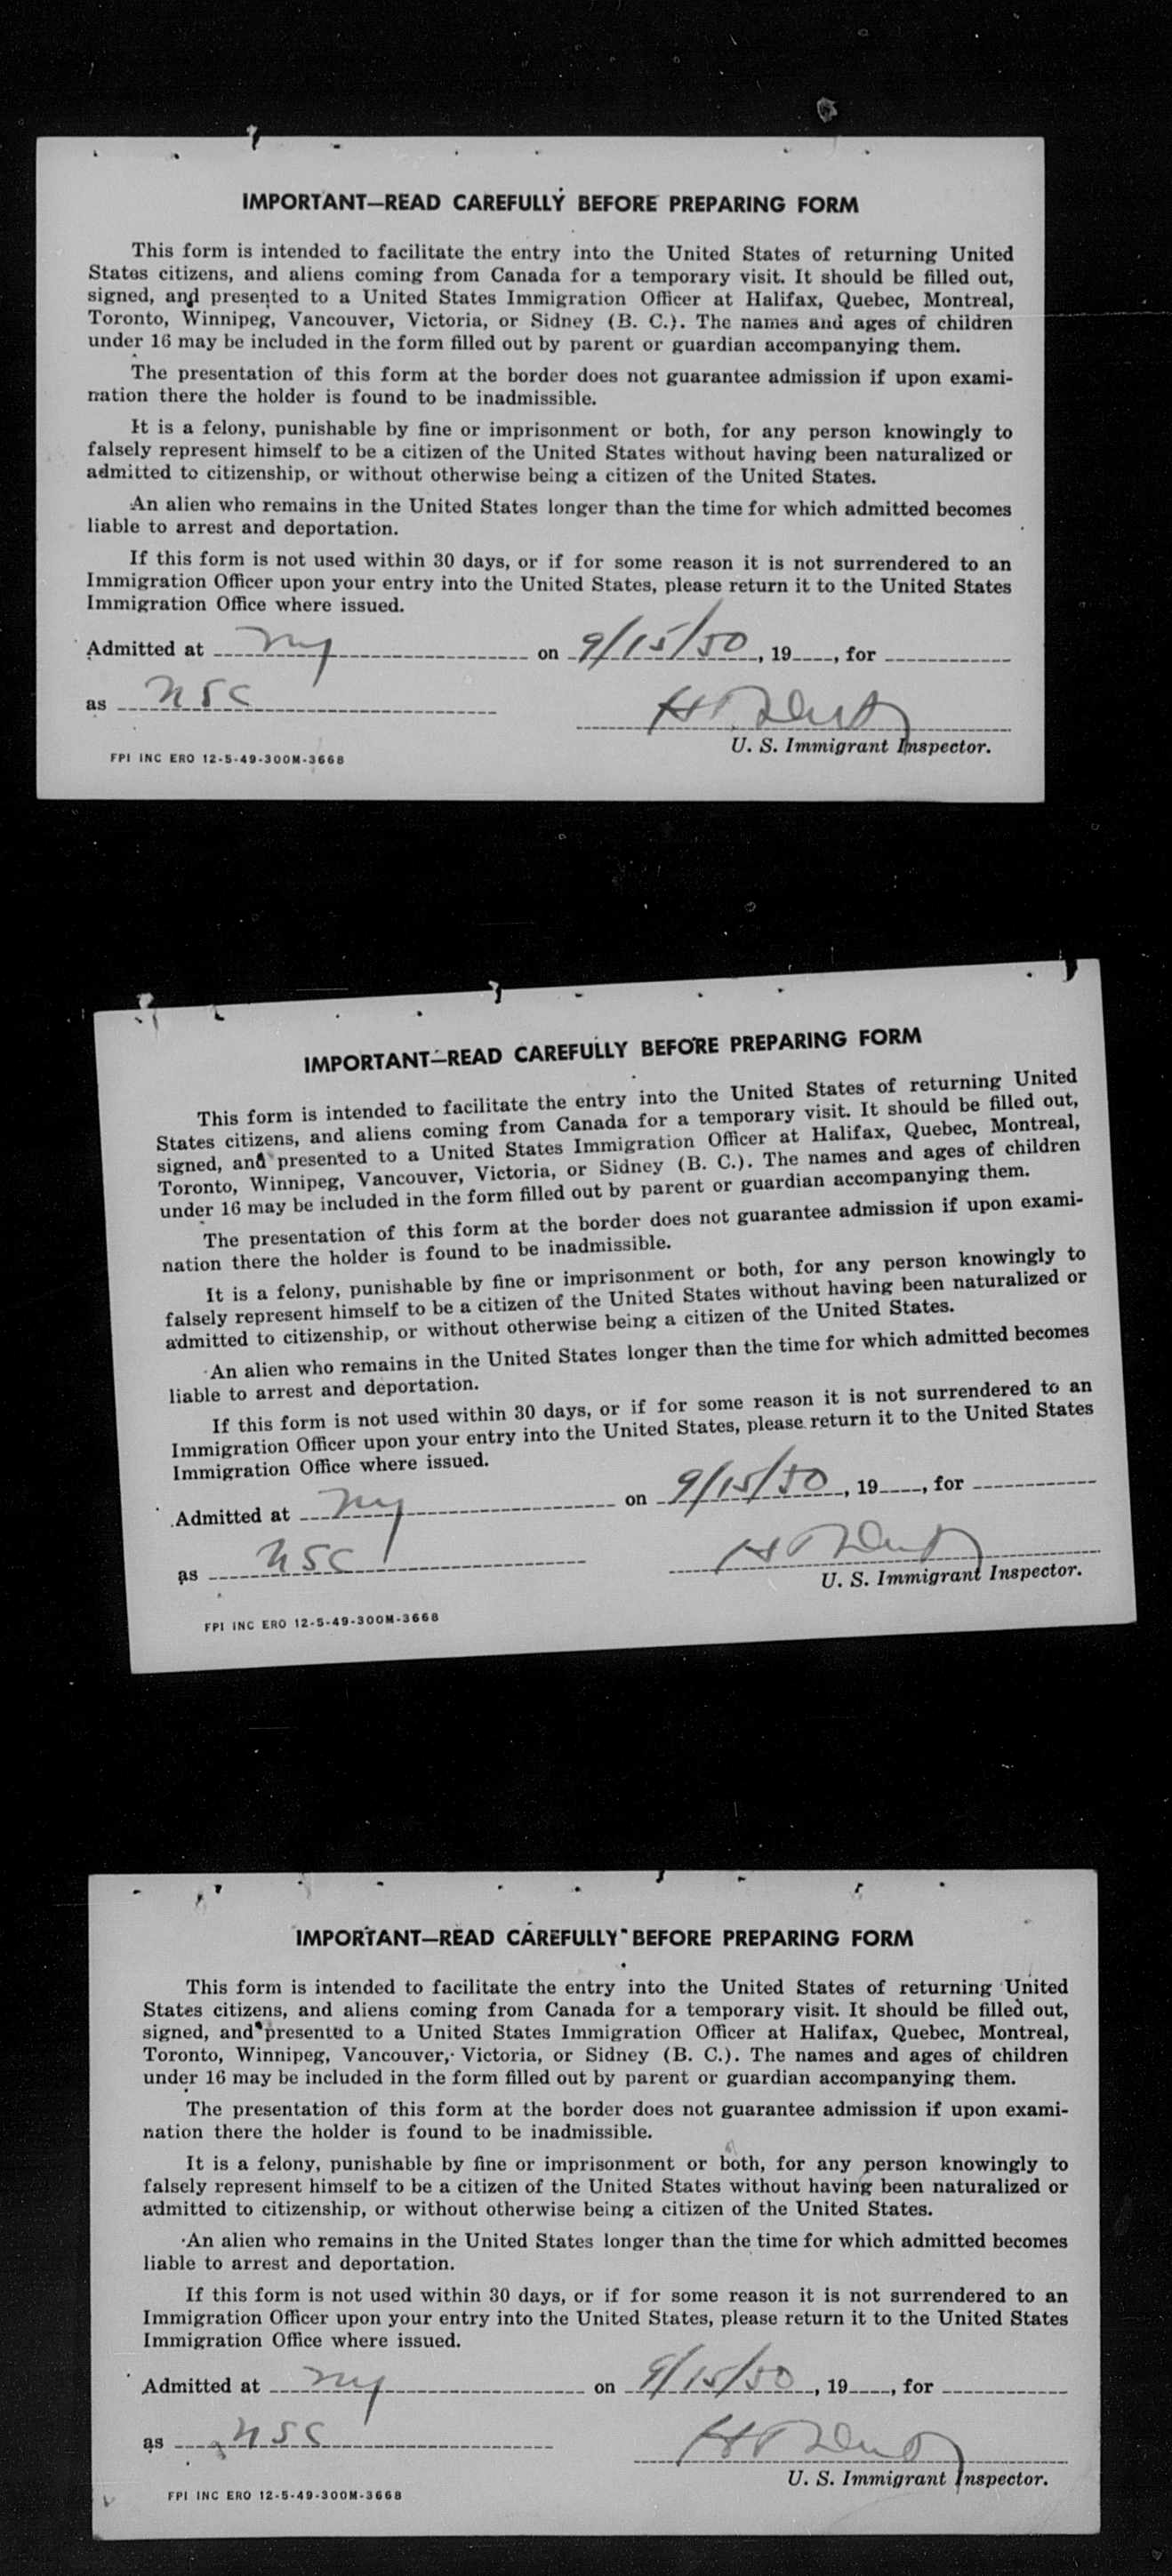 IMPORTANT—READ CAREFULLY BEFORE PREPARING FORM
This form is intended to facilitate the entry into the United States of returning United
States citizens, and aliens coming from Canada for a temporary visit. It should be filled out,
signed, and presented to a United States Immigration Officer at Halifax, Quebec, Montreal,
Toronto, Winnipeg, Vancouver, Victoria, or Sidney (B. C.). The names and ages of children
under 16 may be included in the form filled out by parent or guardian accompanying them.
The presentation of this form at the border does not guarantee admission if upon exami-
nation there the holder is found to be inadmissible.
It is a felony, punishable by fine or imprisonment or both, for any person knowingly to
falsely represent himself to be a citizen of the United States without having been naturalized or
admitted to citizenship, or without otherwise being a citizen of the United States.
An alien who remains in the United States longer than the time for which admitted becomes
liable to arrest and deportation.
If this form is not used within 30 days, or if for some reason it is not surrendered to an
Immigration Officer upon your entry into the United States, please return it to the United States
Immigration Office where issued.
Admitted at ny on 9/15/50, 19____, for
as USC
U. S. Immigrant Inspector.
FPI INC ERO 12-5-49-300M-3668
IMPORTANT—READ CAREFULLY BEFORE PREPARING FORM
This form is intended to facilitate the entry into the United States of returning United
States citizens, and aliens coming from Canada for a temporary visit. It should be filled out,
signed, and presented to a United States Immigration Officer at Halifax, Quebec, Montreal,
Toronto, Winnipeg, Vancouver, Victoria, or Sidney (B. C.). The names and ages of children
under 16 may be included in the form filled out by parent or guardian accompanying them.
The presentation of this form at the border does not guarantee admission if upon exami-
nation there the holder is found to be inadmissible.
It is a felony, punishable by fine or imprisonment or both, for any person knowingly to
falsely represent himself to be a citizen of the United States without having been naturalized or
admitted to citizenship, or without otherwise being a citizen of the United States.
An alien who remains in the United States longer than the time for which admitted becomes
liable to arrest and deportation.
If this form is not used within 30 days, or if for some reason it is not surrendered to an
Immigration Officer upon your entry into the United States, please return it to the United States
Immigration Office where issued.
Admitted at ny on 9/15/50, 19____, for
as USC
U. S. Immigrant Inspector.
FPI INC ERO 12-5-49-300M-3668
IMPORTANT—READ CAREFULLY BEFORE PREPARING FORM
This form is intended to facilitate the entry into the United States of returning United
States citizens, and aliens coming from Canada for a temporary visit. It should be filled out,
signed, and presented to a United States Immigration Officer at Halifax, Quebec, Montreal,
Toronto, Winnipeg, Vancouver, Victoria, or Sidney (B. C.). The names and ages of children
under 16 may be included in the form filled out by parent or guardian accompanying them.
The presentation of this form at the border does not guarantee admission if upon exami-
nation there the holder is found to be inadmissible.
It is a felony, punishable by fine or imprisonment or both, for any person knowingly to
falsely represent himself to be a citizen of the United States without having been naturalized or
admitted to citizenship, or without otherwise being a citizen of the United States.
An alien who remains in the United States longer than the time for which admitted becomes
liable to arrest and deportation.
If this form is not used within 30 days, or if for some reason it is not surrendered to an
Immigration Officer upon your entry into the United States, please return it to the United States
Immigration Office where issued.
Admitted at ny on 9/15/50, 19____, for
as USC
U. S. Immigrant Inspector.
FPI INC ERO 12-5-49-300M-3668